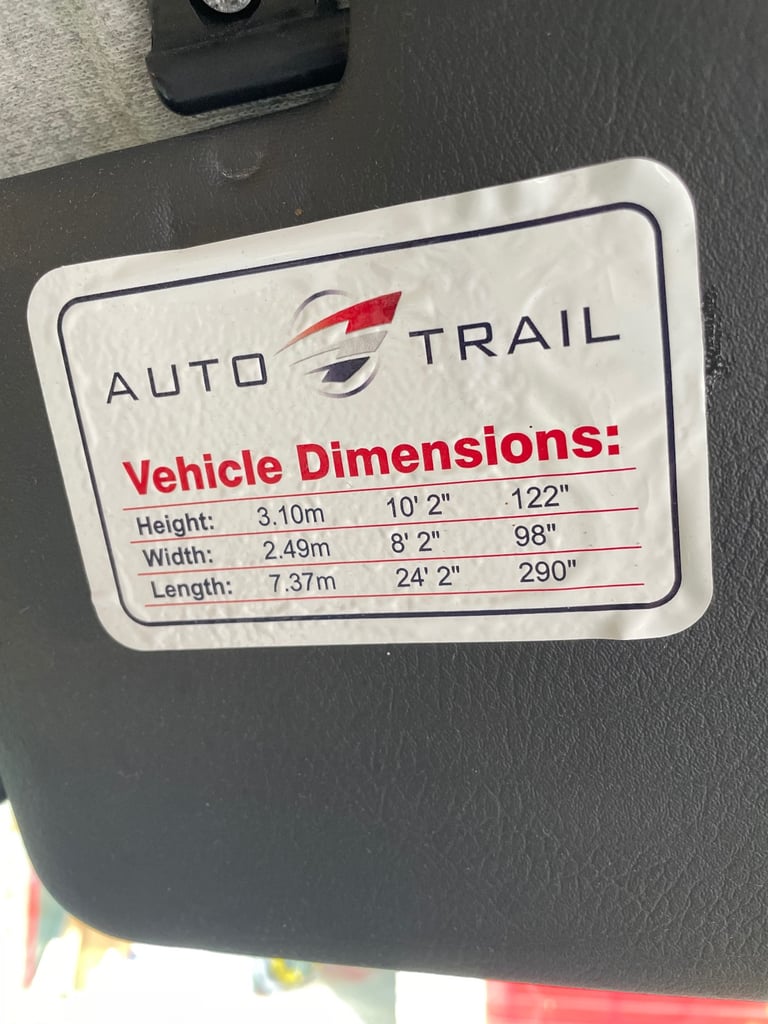 AUTO TRAIL
Vehicle Dimensions:
Height: 3.10m 10' 2" 122"
Width: 2.49m 8' 2" 98"
Length: 7.37m 24' 2" 290"